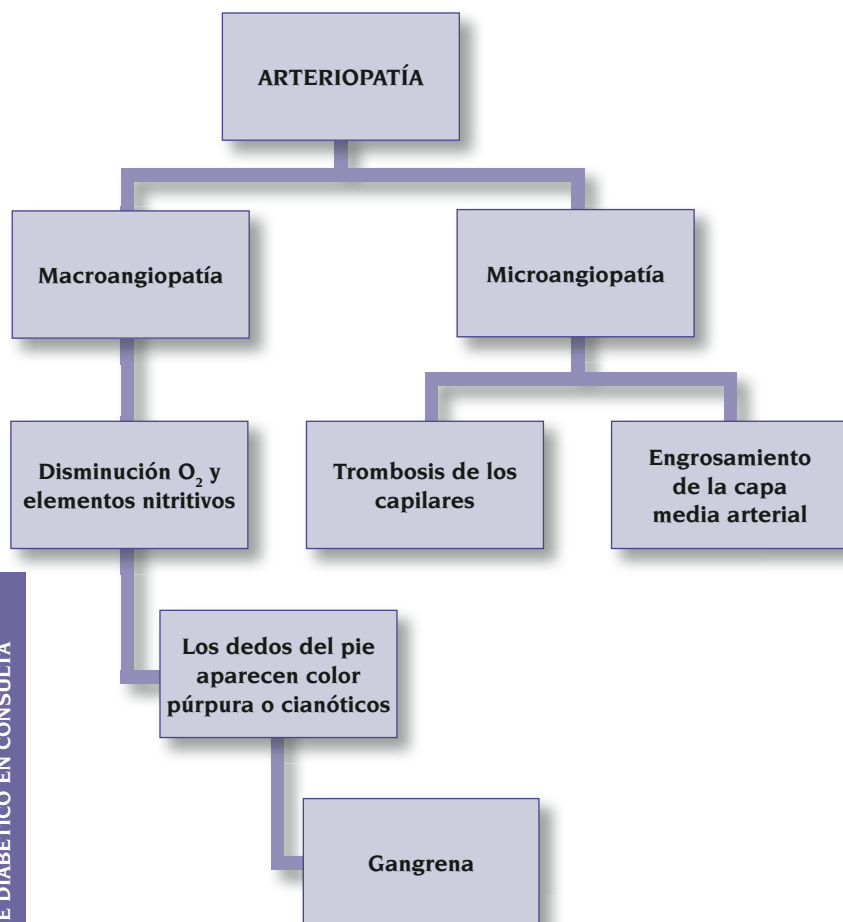 ARTERIOPATÍA
Macroangiopatía
Microangiopatía
Disminución O₂ y
elementos nitritivos
Trombosis de los
capilares
Engrosamiento
de la capa
media arterial
Los dedos del pie
aparecen color
púrpura o cianóticos
Gangrena
DIABÉTICO EN CONSULTA